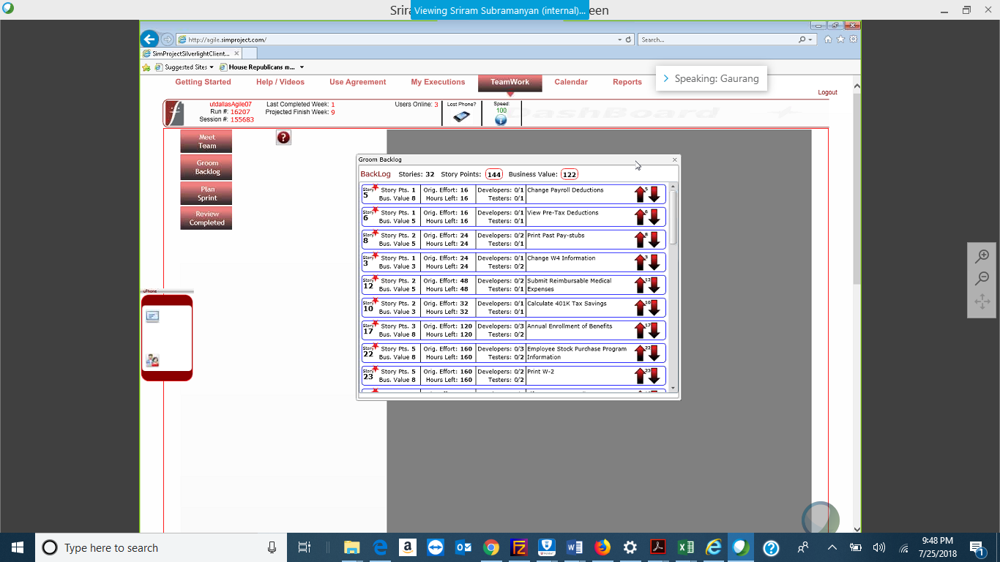 Srira
Viewing Sriram Subramanyan (internal)...
een
http://agile.simproject.com/
Search...
SimProjectSilverlightClient...
Suggested Sites
House Republicans m...
Getting Started
Help / Videos
Use Agreement
My Executions
TeamWork
Calendar
Reports
Speaking: Gaurang
Logout
utdallasAgile07
Run #: 16207
Session #: 155683
Last Completed Week: 1
Projected Finish Week: 9
Users Online: 3
Lost Phone?
Speed:
100
DashBoard
Meet
Team
Groom
Backlog
Plan
Sprint
Review
Completed
?
uPhone
Groom Backlog
BackLog Stories: 32 Story Points: 144 Business Value: 122
Story Story Pts. 1 Orig. Effort: 16 Developers: 0/1 Change Payroll Deductions 5
5 Bus. Value 8 Hours Left: 16 Testers: 0/1
Story Story Pts. 1 Orig. Effort: 16 Developers: 0/1 View Pre-Tax Deductions 6
6 Bus. Value 5 Hours Left: 16 Testers: 0/1
Story Story Pts. 2 Orig. Effort: 24 Developers: 0/2 Print Past Pay-stubs 8
8 Bus. Value 5 Hours Left: 24 Testers: 0/1
Story Story Pts. 1 Orig. Effort: 24 Developers: 0/1 Change W4 Information 3
3 Bus. Value 3 Hours Left: 24 Testers: 0/2
Story Story Pts. 2 Orig. Effort: 48 Developers: 0/2 Submit Reimbursable Medical 12
12 Bus. Value 5 Hours Left: 48 Testers: 0/1 Expenses
Story Story Pts. 2 Orig. Effort: 32 Developers: 0/1 Calculate 401K Tax Savings 10
10 Bus. Value 3 Hours Left: 32 Testers: 0/1
Story Story Pts. 3 Orig. Effort: 120 Developers: 0/3 Annual Enrollment of Benefits 17
17 Bus. Value 8 Hours Left: 120 Testers: 0/2
Story Story Pts. 5 Orig. Effort: 160 Developers: 0/3 Employee Stock Purchase Program 22
22 Bus. Value 8 Hours Left: 160 Testers: 0/2 Information
Story Story Pts. 5 Orig. Effort: 160 Developers: 0/2 Print W-2 23
23 Bus. Value 8 Hours Left: 160 Testers: 0/2
Type here to search
9:48 PM
7/25/2018
1